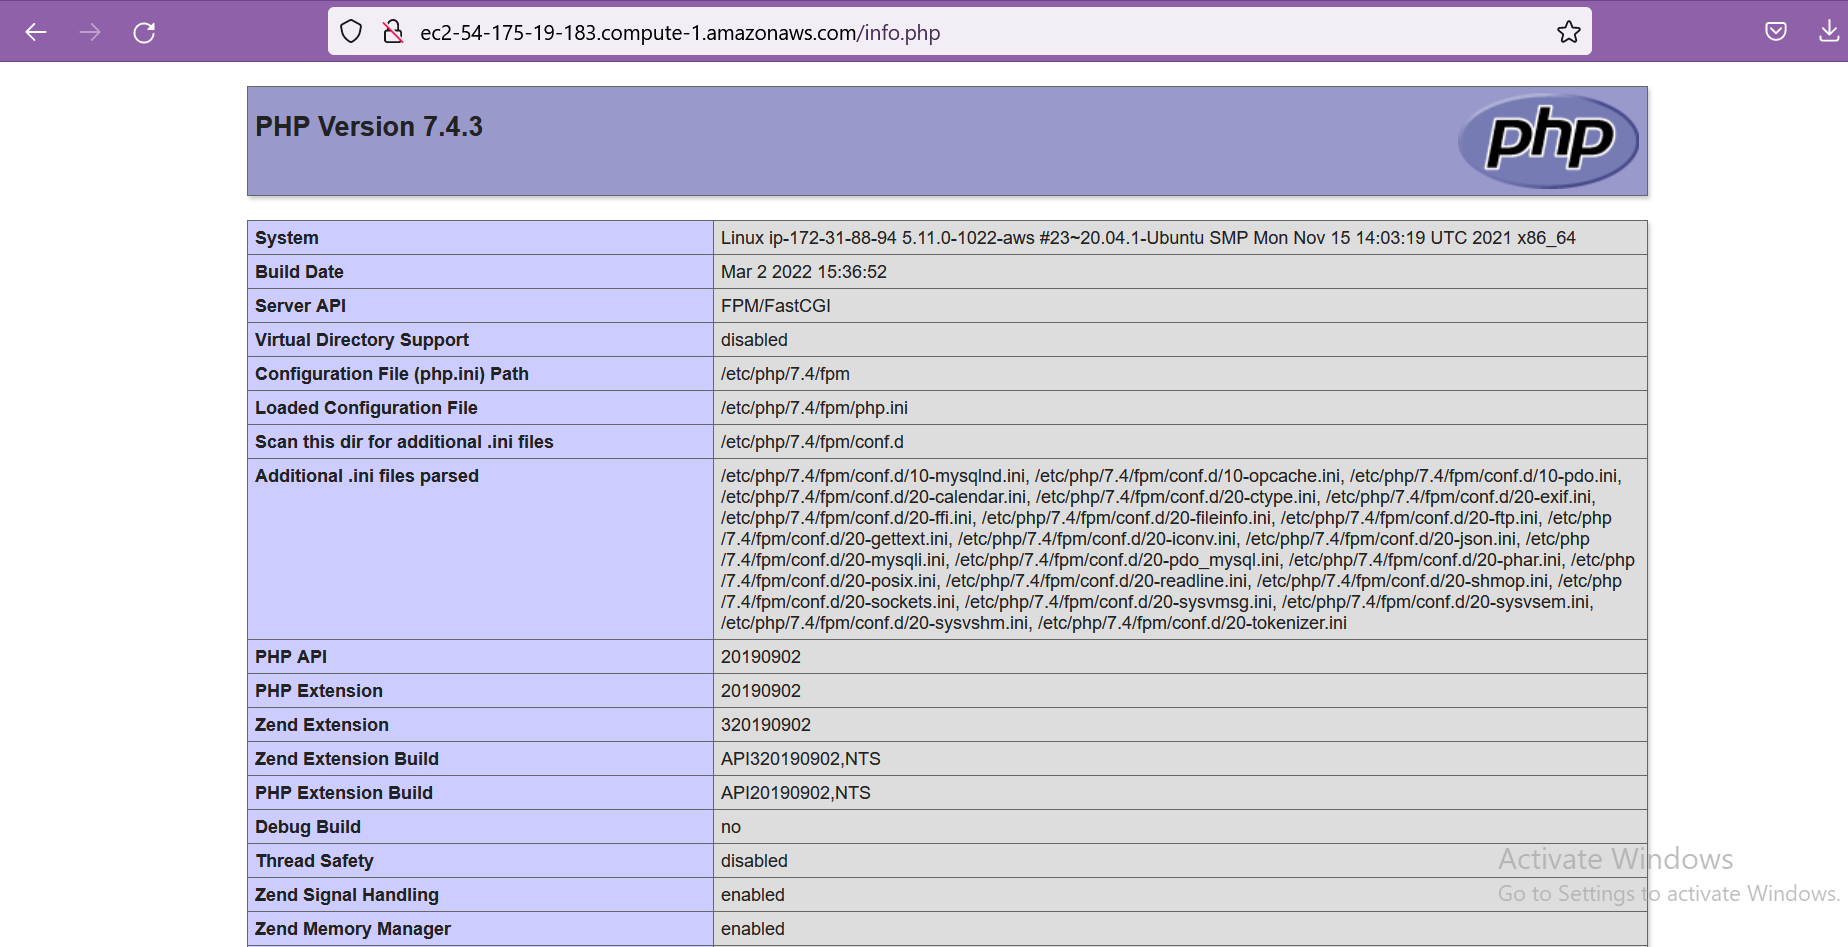 ec2-54-175-19-183.compute-1.amazonaws.com/info.php
PHP Version 7.4.3
php
System Linux ip-172-31-88-94 5.11.0-1022-aws #23~20.04.1-Ubuntu SMP Mon Nov 15 14:03:19 UTC 2021 x86_64
Build Date Mar 2 2022 15:36:52
Server API FPM/FastCGI
Virtual Directory Support disabled
Configuration File (php.ini) Path /etc/php/7.4/fpm
Loaded Configuration File /etc/php/7.4/fpm/php.ini
Scan this dir for additional .ini files /etc/php/7.4/fpm/conf.d
Additional .ini files parsed /etc/php/7.4/fpm/conf.d/10-mysqlnd.ini, /etc/php/7.4/fpm/conf.d/10-opcache.ini, /etc/php/7.4/fpm/conf.d/10-pdo.ini,
/etc/php/7.4/fpm/conf.d/20-calendar.ini, /etc/php/7.4/fpm/conf.d/20-ctype.ini, /etc/php/7.4/fpm/conf.d/20-exif.ini,
/etc/php/7.4/fpm/conf.d/20-ffi.ini, /etc/php/7.4/fpm/conf.d/20-fileinfo.ini, /etc/php/7.4/fpm/conf.d/20-ftp.ini, /etc/php
/7.4/fpm/conf.d/20-gettext.ini, /etc/php/7.4/fpm/conf.d/20-iconv.ini, /etc/php/7.4/fpm/conf.d/20-json.ini, /etc/php
/7.4/fpm/conf.d/20-mysqli.ini, /etc/php/7.4/fpm/conf.d/20-pdo_mysql.ini, /etc/php/7.4/fpm/conf.d/20-phar.ini, /etc/php
/7.4/fpm/conf.d/20-posix.ini, /etc/php/7.4/fpm/conf.d/20-readline.ini, /etc/php/7.4/fpm/conf.d/20-shmop.ini, /etc/php
/7.4/fpm/conf.d/20-sockets.ini, /etc/php/7.4/fpm/conf.d/20-sysvmsg.ini, /etc/php/7.4/fpm/conf.d/20-sysvsem.ini,
/etc/php/7.4/fpm/conf.d/20-sysvshm.ini, /etc/php/7.4/fpm/conf.d/20-tokenizer.ini
PHP API 20190902
PHP Extension 20190902
Zend Extension 320190902
Zend Extension Build API320190902,NTS
PHP Extension Build API20190902,NTS
Debug Build no
Thread Safety disabled
Zend Signal Handling enabled
Zend Memory Manager enabled
Activate Windows
Go to Settings to activate Windows.